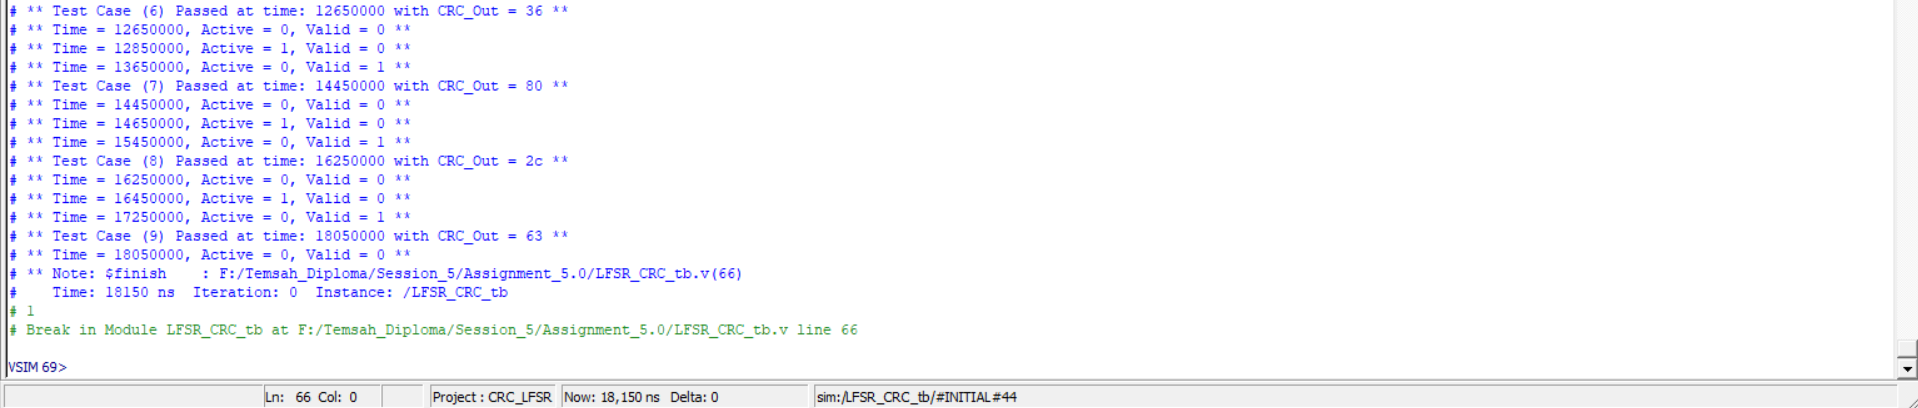 # ** Test Case (6) Passed at time: 12650000 with CRC_Out = 36 **
# ** Time = 12650000, Active = 0, Valid = 0 **
# ** Time = 12850000, Active = 1, Valid = 0 **
# ** Time = 13650000, Active = 0, Valid = 1 **
# ** Test Case (7) Passed at time: 14450000 with CRC_Out = 80 **
# ** Time = 14450000, Active = 0, Valid = 0 **
# ** Time = 14650000, Active = 1, Valid = 0 **
# ** Time = 15450000, Active = 0, Valid = 1 **
# ** Test Case (8) Passed at time: 16250000 with CRC_Out = 2c **
# ** Time = 16250000, Active = 0, Valid = 0 **
# ** Time = 16450000, Active = 1, Valid = 0 **
# ** Time = 17250000, Active = 0, Valid = 1 **
# ** Test Case (9) Passed at time: 18050000 with CRC_Out = 63 **
# ** Time = 18050000, Active = 0, Valid = 0 **
# ** Note: $finish    : F:/Temsah_Diploma/Session_5/Assignment_5.0/LFSR_CRC_tb.v(66)
#    Time: 18150 ns  Iteration: 0  Instance: /LFSR_CRC_tb
# 1
# Break in Module LFSR_CRC_tb at F:/Temsah_Diploma/Session_5/Assignment_5.0/LFSR_CRC_tb.v line 66
VSIM 69>
Ln: 66 Col: 0 Project : CRC_LFSR Now: 18,150 ns Delta: 0 sim:/LFSR_CRC_tb/#INITIAL#44